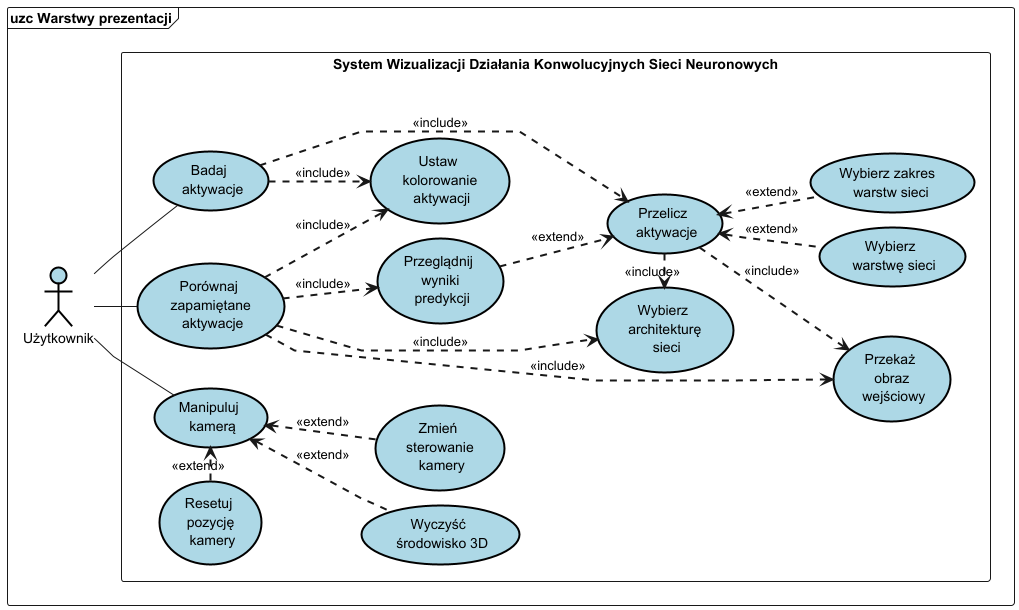 uzc Warstwy prezentacji
System Wizualizacji Działania Konwolucyjnych Sieci Neuronowych
«include»
Badaj
aktywacje
«include»
Ustaw
kolorowanie
aktywacji
Wybierz zakres
warstw sieci
«extend»
Przelicz
aktywacje
«include»
«extend»
«extend»
Wybierz
warstwę sieci
Przeglądnij
wyniki
predykcji
«include»
«include»
«include»
Porównaj
zapamiętane
aktywacje
Użytkownik
Wybierz
architekturę
sieci
«include»
«include»
Przekaż
obraz
wejściowy
Manipuluj
kamerą
«extend»
Zmień
sterowanie
kamery
«extend»
«extend»
Resetuj
pozycję
kamery
Wyczyść
środowisko 3D